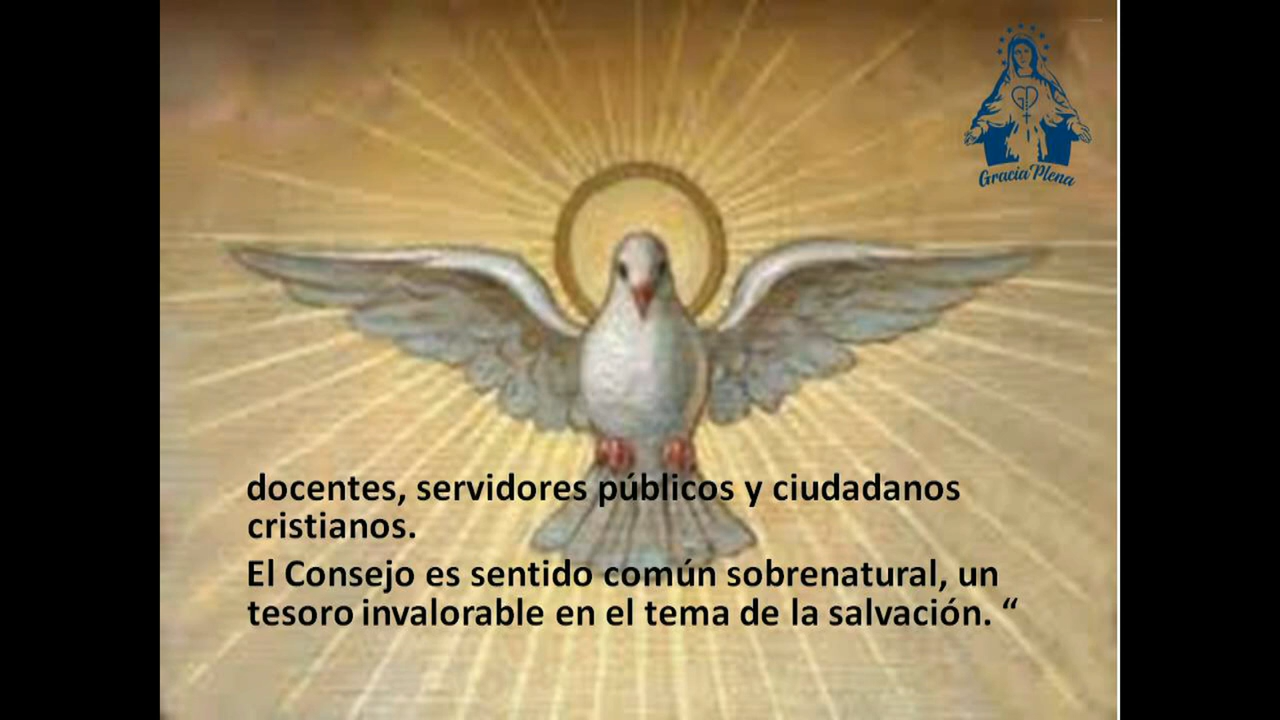 Gracia Plena
docentes, servidores públicos y ciudadanos
cristianos.
El Consejo es sentido común sobrenatural, un
tesoro invalorable en el tema de la salvación. “